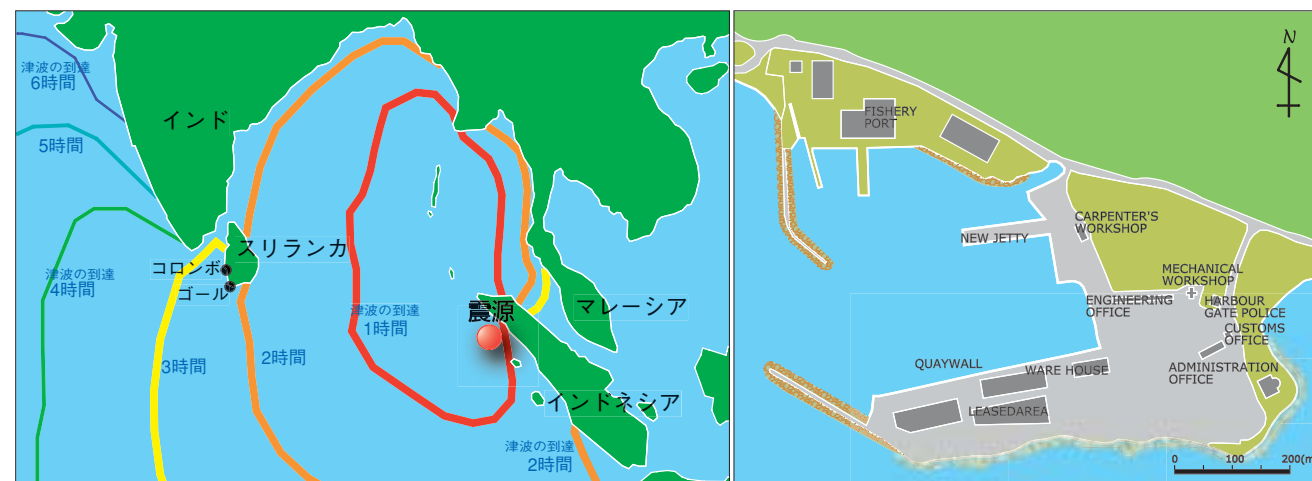 津波の到達
6時間
インド
5時間
スリランカ
コロンボ
津波の到達
4時間
ゴール
震源
マレーシア
津波の到達
1時間
3時間
2時間
インドネシア
津波の到達
2時間
N
FISHERY
PORT
CARPENTER'S
WORKSHOP
NEW JETTY
MECHANICAL
WORKSHOP
ENGINEERING
OFFICE
HARBOUR
GATE POLICE
CUSTOMS
OFFICE
QUAYWALL
WARE HOUSE
ADMINISTRATION
OFFICE
LEASEDAREA
0 100 200(m